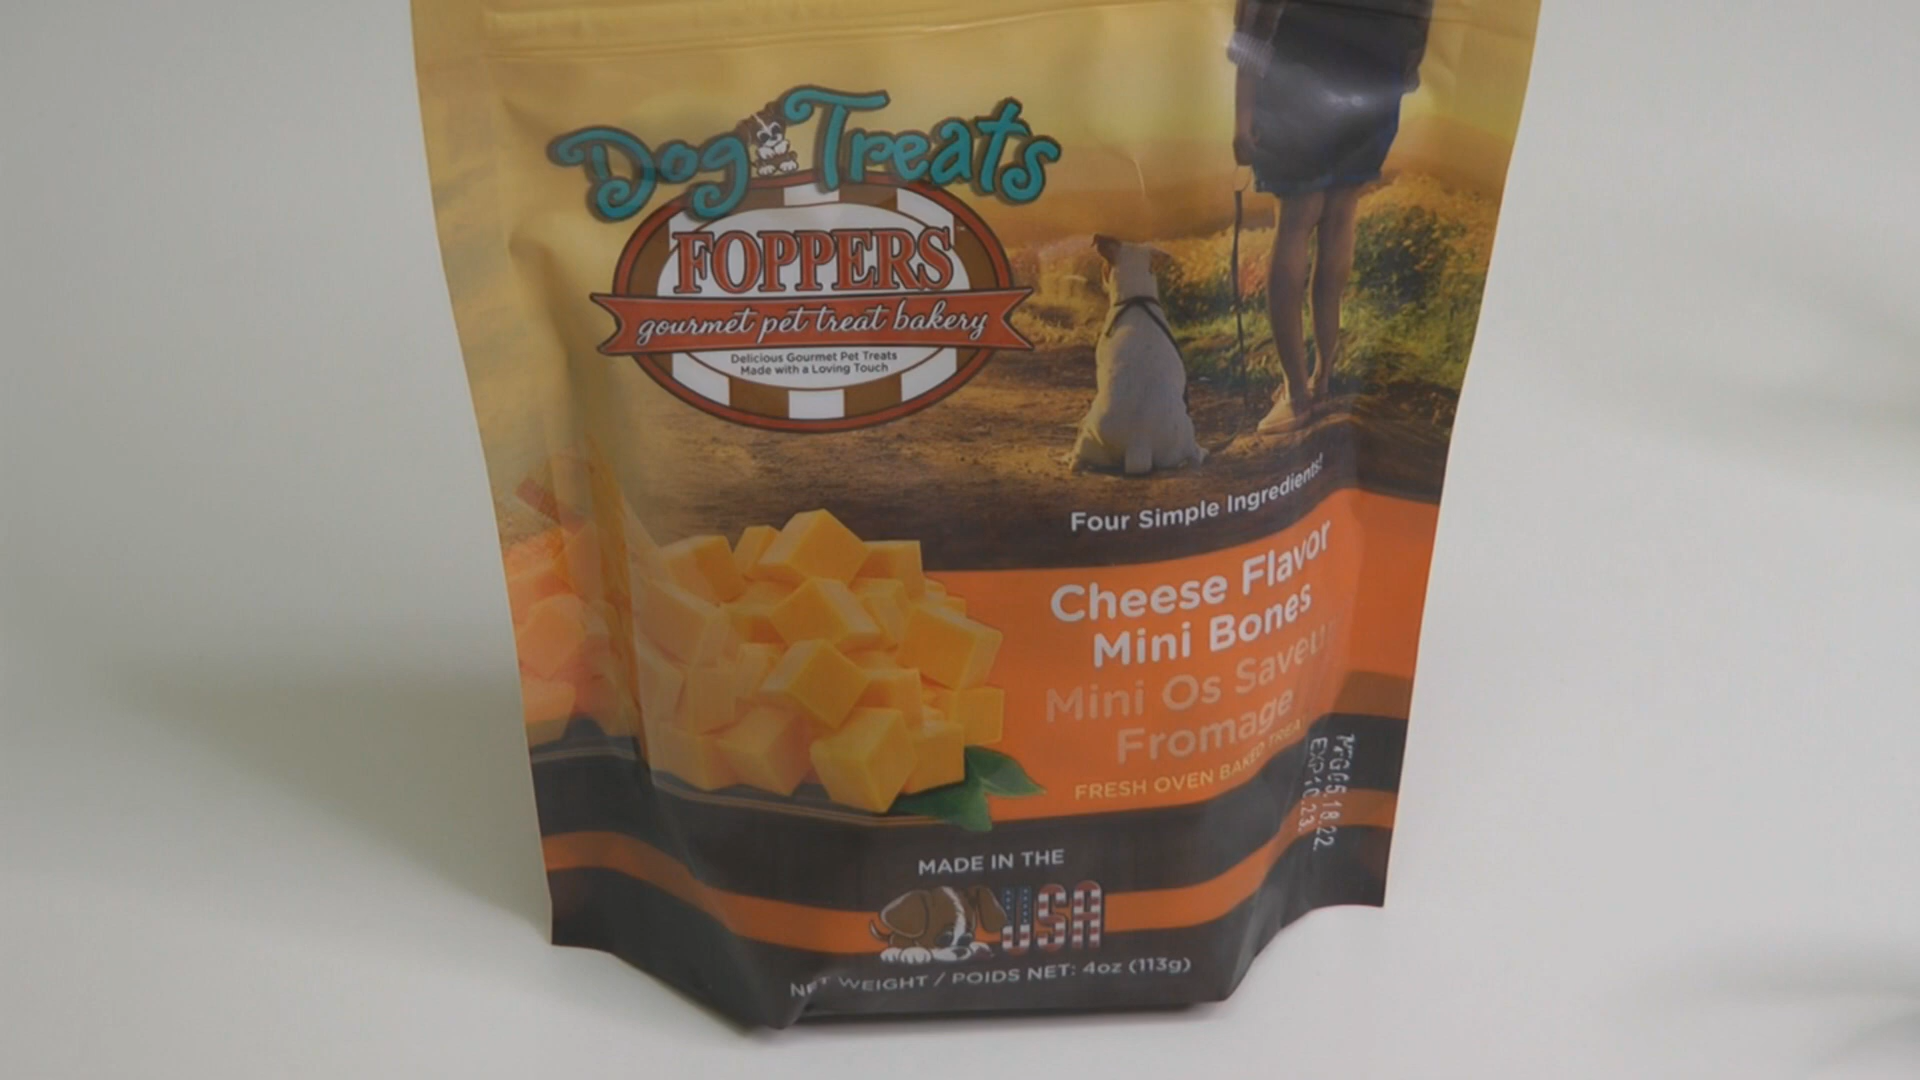 Dog Treats
FOPPERS
gourmet pet treat bakery
Delicious Gourmet Pet Treats
Made with a Loving Touch
Four Simple Ingredients!
Cheese Flavor
Mini Bones
Mini Os
Fromage
FRESH OVEN BAKED
MADE IN THE
USA
NET WEIGHT / POIDS NET: 4oz (113g)